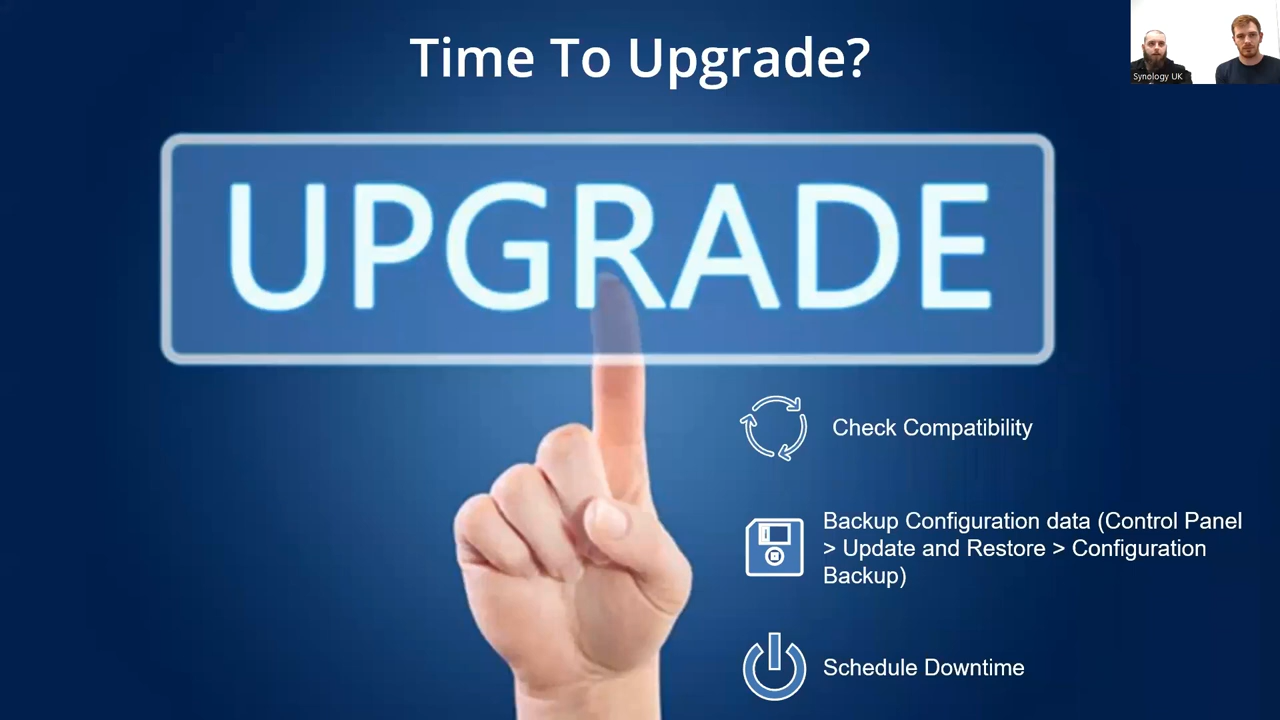 Time To Upgrade?
Synology UK
UPGRADE
Check Compatibility
Backup Configuration data (Control Panel
> Update and Restore > Configuration
Backup)
Schedule Downtime